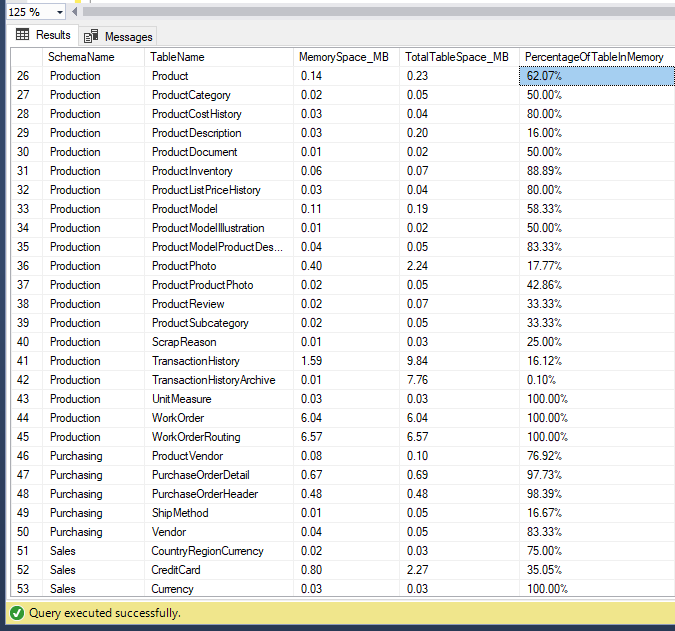 125 %
Results Messages
SchemaName TableName MemorySpace_MB TotalTableSpace_MB PercentageOfTableInMemory
26 Production Product 0.14 0.23 62.07%
27 Production ProductCategory 0.02 0.05 50.00%
28 Production ProductCostHistory 0.03 0.04 80.00%
29 Production ProductDescription 0.03 0.20 16.00%
30 Production ProductDocument 0.01 0.02 50.00%
31 Production ProductInventory 0.06 0.07 88.89%
32 Production ProductListPriceHistory 0.03 0.04 80.00%
33 Production ProductModel 0.11 0.19 58.33%
34 Production ProductModelIllustration 0.01 0.02 50.00%
35 Production ProductModelProductDes... 0.04 0.05 83.33%
36 Production ProductPhoto 0.40 2.24 17.77%
37 Production ProductProductPhoto 0.02 0.05 42.86%
38 Production ProductReview 0.02 0.07 33.33%
39 Production ProductSubcategory 0.02 0.05 33.33%
40 Production ScrapReason 0.01 0.03 25.00%
41 Production TransactionHistory 1.59 9.84 16.12%
42 Production TransactionHistoryArchive 0.01 7.76 0.10%
43 Production UnitMeasure 0.03 0.03 100.00%
44 Production WorkOrder 6.04 6.04 100.00%
45 Production WorkOrderRouting 6.57 6.57 100.00%
46 Purchasing ProductVendor 0.08 0.10 76.92%
47 Purchasing PurchaseOrderDetail 0.67 0.69 97.73%
48 Purchasing PurchaseOrderHeader 0.48 0.48 98.39%
49 Purchasing ShipMethod 0.01 0.05 16.67%
50 Purchasing Vendor 0.04 0.05 83.33%
51 Sales CountryRegionCurrency 0.02 0.03 75.00%
52 Sales CreditCard 0.80 2.27 35.05%
53 Sales Currency 0.03 0.03 100.00%
Query executed successfully.